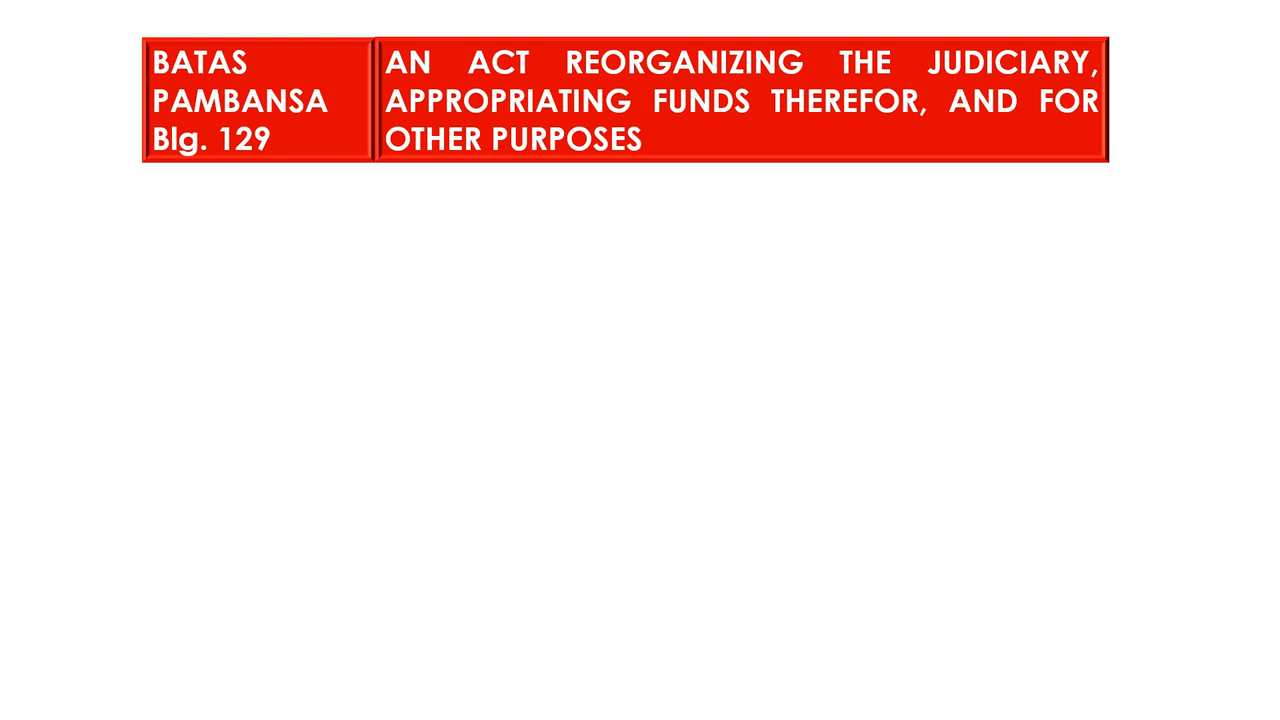 BATAS
PAMBANSA
Blg. 129
AN ACT REORGANIZING THE JUDICIARY,
APPROPRIATING FUNDS THEREFOR, AND FOR
OTHER PURPOSES